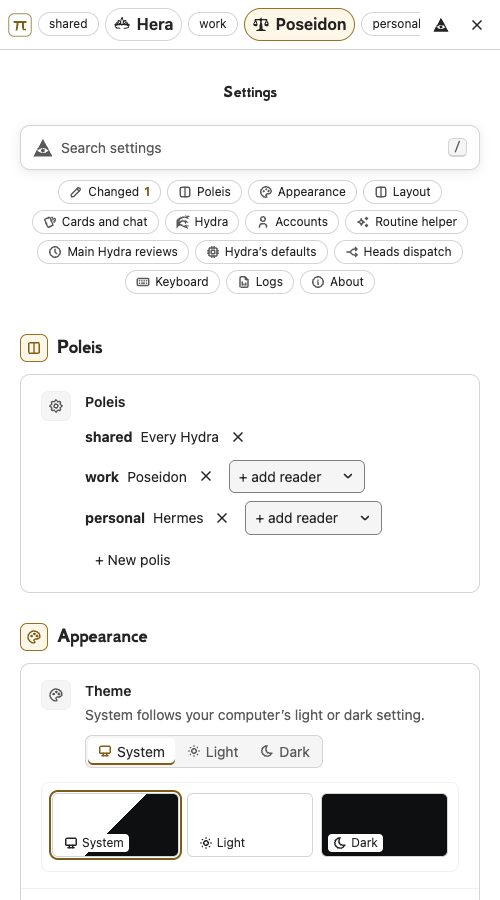 π shared Hera work Poseidon personal
Settings
Search settings /
Changed 1 Poleis Appearance Layout
Cards and chat Hydra Accounts Routine helper
Main Hydra reviews Hydra’s defaults Heads dispatch
Keyboard Logs About
Poleis
Poleis
shared Every Hydra
work Poseidon + add reader
personal Hermes + add reader
+ New polis
Appearance
Theme
System follows your computer’s light or dark setting.
System Light Dark
System Light Dark